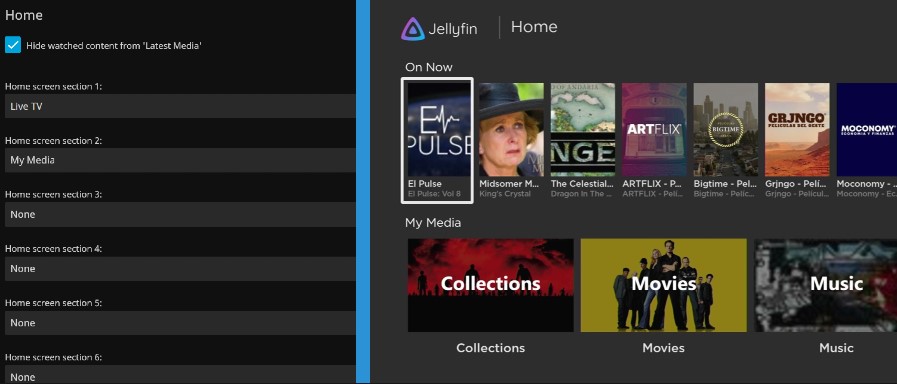 Home
Hide watched content from 'Latest Media'
Home screen section 1:
Live TV
Home screen section 2:
My Media
Home screen section 3:
None
Home screen section 4:
None
Home screen section 5:
None
Home screen section 6:
None
Jellyfin
Home
On Now
El
PULSE
ARTFLIX
BIGTIME
GRJNGO
PELÍCULAS DEL OESTE
MOCONOMY
ECONOMÍA Y FINANZAS
El Pulse
Midsomer M...
The Celestial...
ARTFLIX - P...
Bigtime - Pel...
Grjngo - Pelí...
Moconomy - ...
El Pulse: Vol 8
King's Crystal
Dragon In The ...
ARTFLIX - Pelí...
Bigtime - Pelíc...
Grjngo - Pelícu...
Moconomy - Ec...
My Media
Collections
Movies
Music
Collections
Movies
Music